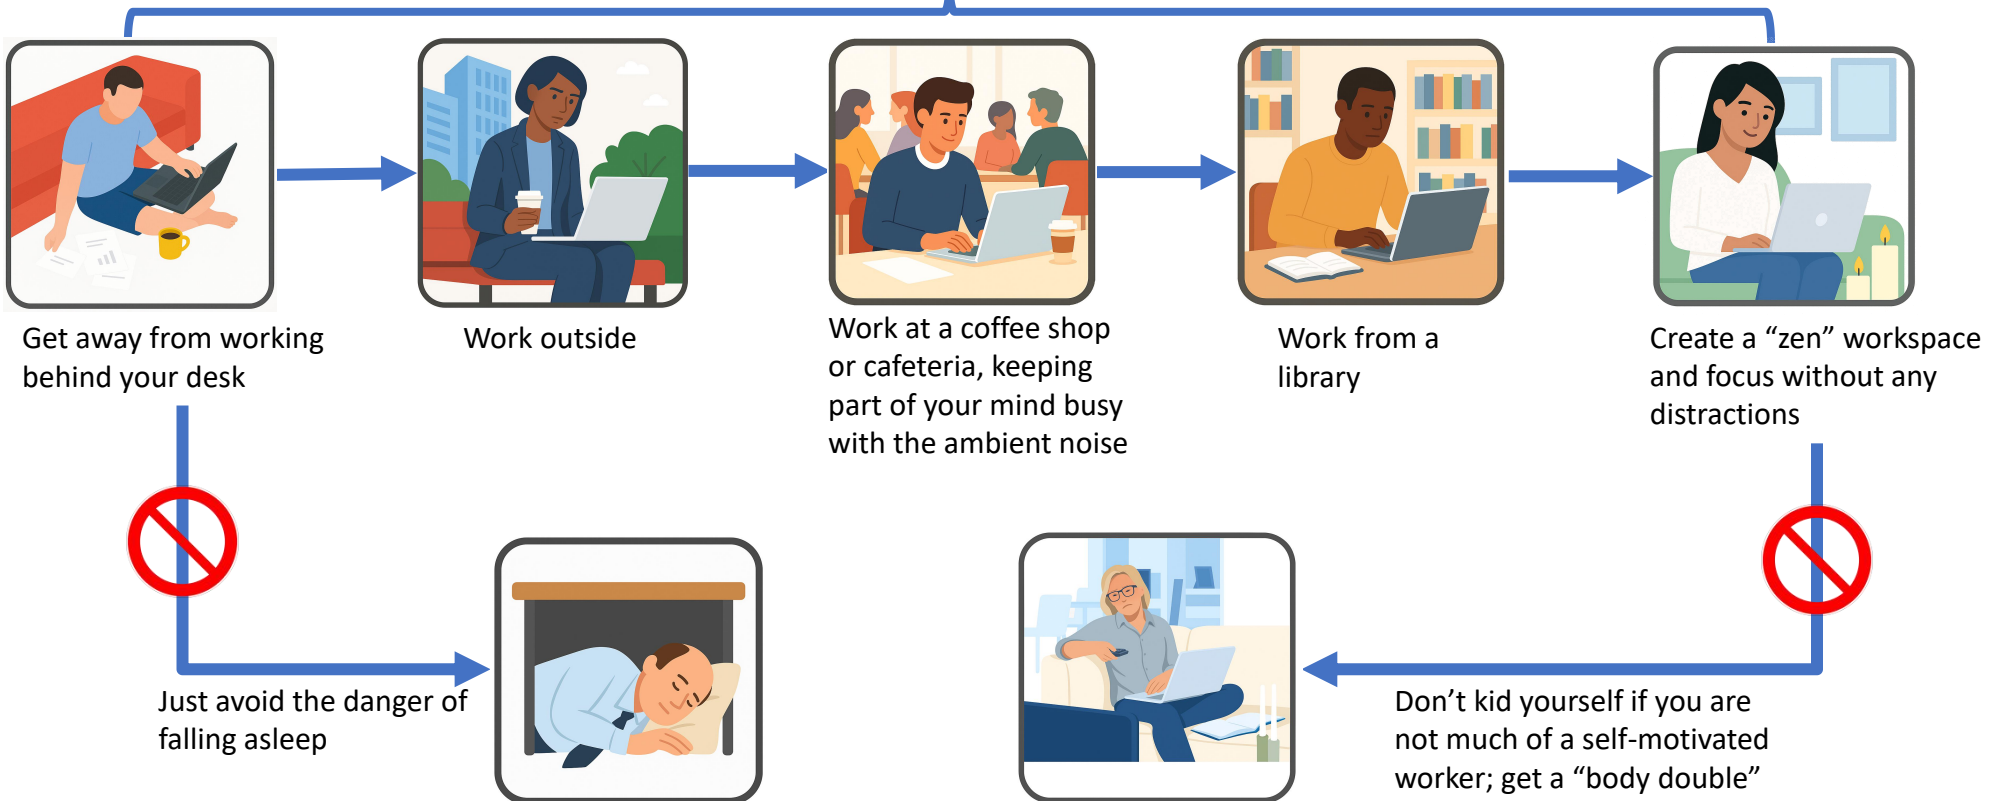 Get away from working
behind your desk
Work outside
Work at a coffee shop
or cafeteria, keeping
part of your mind busy
with the ambient noise
Work from a
library
Create a “zen” workspace
and focus without any
distractions
Just avoid the danger of
falling asleep
Don’t kid yourself if you are
not much of a self-motivated
worker; get a “body double”